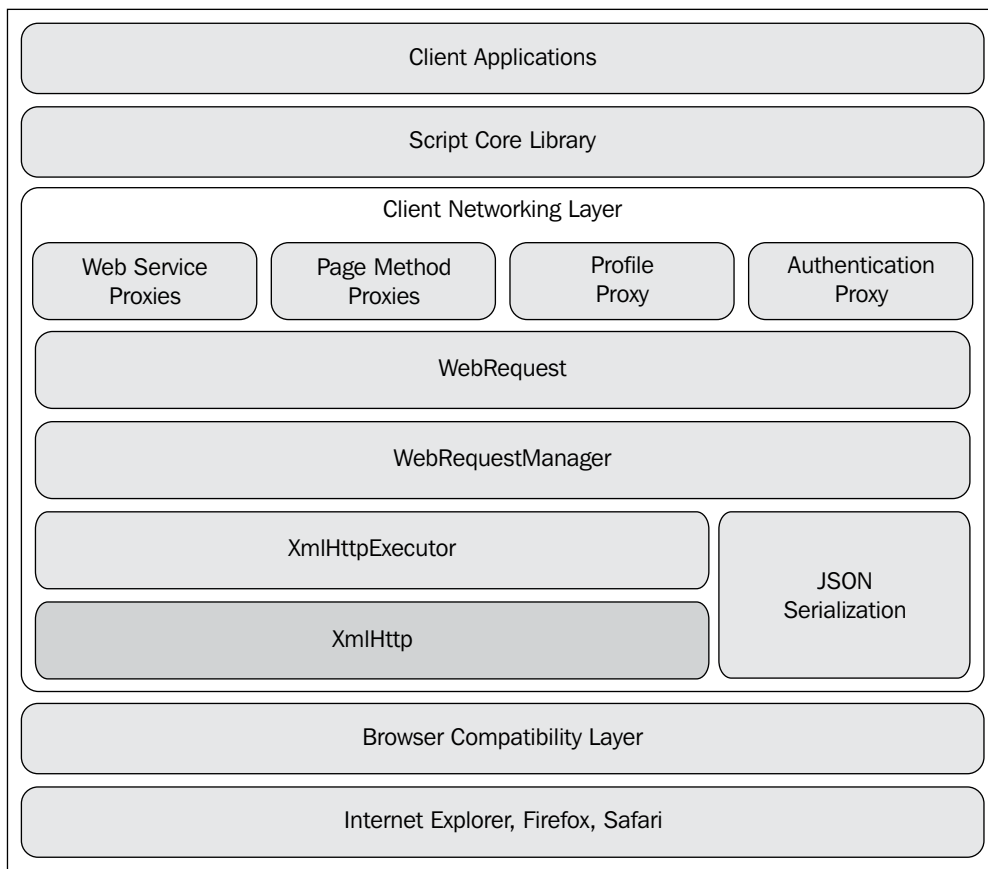 Client Applications
Script Core Library
Client Networking Layer
Web Service
Proxies
Page Method
Proxies
Profile
Proxy
Authentication
Proxy
WebRequest
WebRequestManager
XmlHttpExecutor
XmlHttp
JSON
Serialization
Browser Compatibility Layer
Internet Explorer, Firefox, Safari